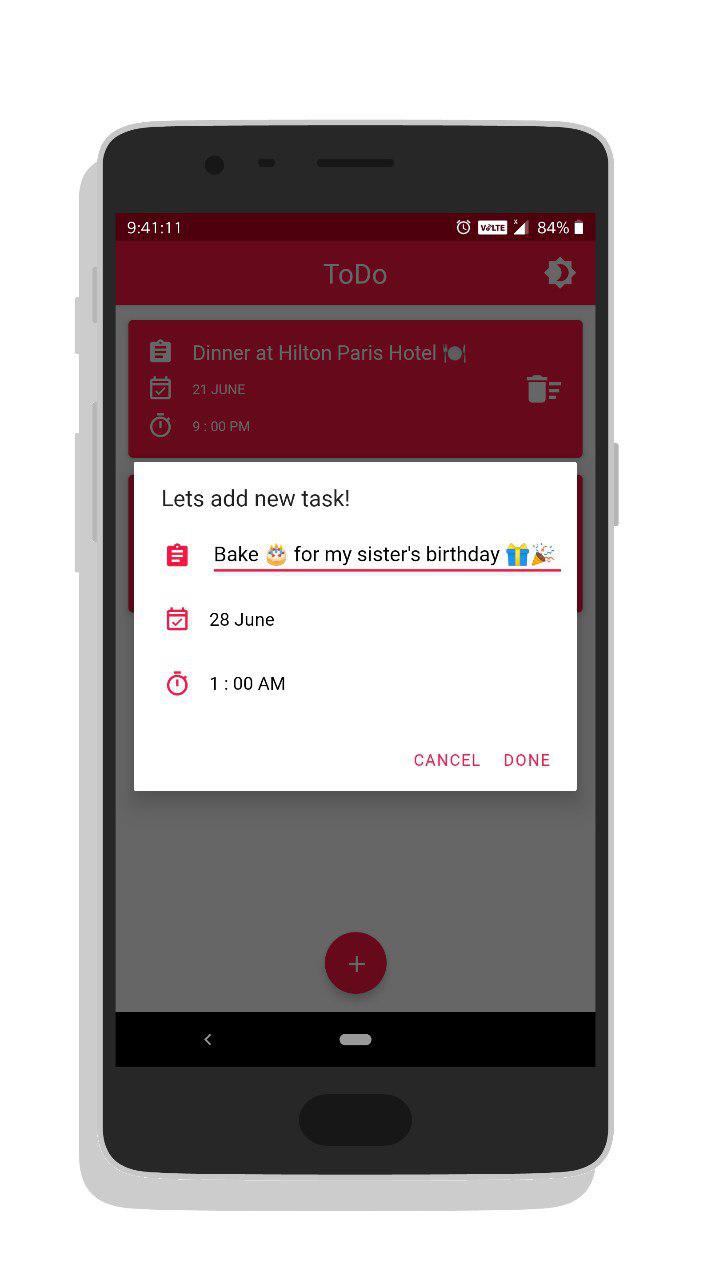 9:41:11 VoLTE x 84%
ToDo
Dinner at Hilton Paris Hotel 🍽️
21 JUNE
9 : 00 PM
Lets add new task!
Bake 🎂 for my sister's birthday 🎁🎉
28 June
1 : 00 AM
CANCEL DONE
+